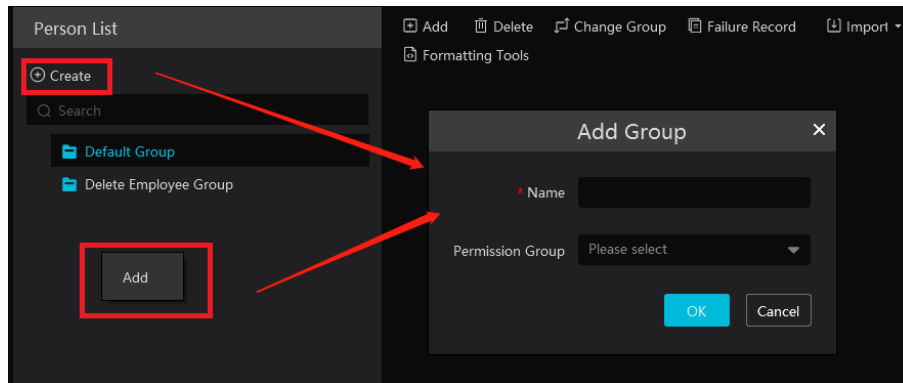 Person List
Create
Search
Default Group
Delete Employee Group
Add
Add Delete Change Group Failure Record Import
Formatting Tools
Add Group
* Name
Permission Group Please select
OK Cancel